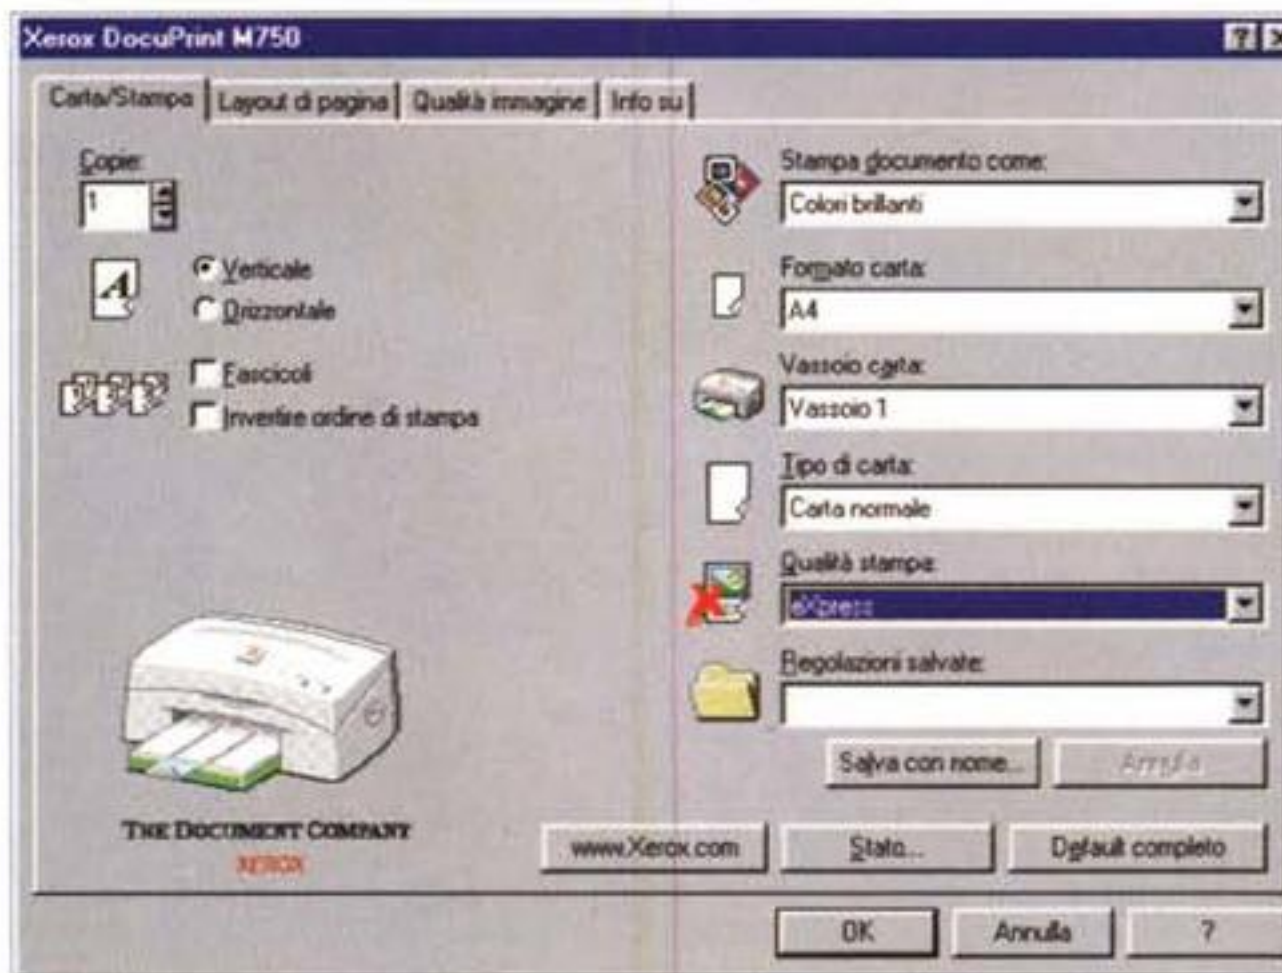 Xerox DocuPrint M750
Carta/Stampa
Layout di pagina
Qualità immagine
Info su
Copie:
1
A
Verticale
Orizzontale
Fascicoli
Invertire ordine di stampa
Stampa documento come:
Colori brillanti
Formato carta:
A4
Vassoio carta:
Vassoio 1
Tipo di carta:
Carta normale
Qualità stampa:
eXpress
Regolazioni salvate:
Salva con nome...
Annulla
THE DOCUMENT COMPANY
XEROX
www.Xerox.com
Stato...
Default completo
OK
Annulla
?